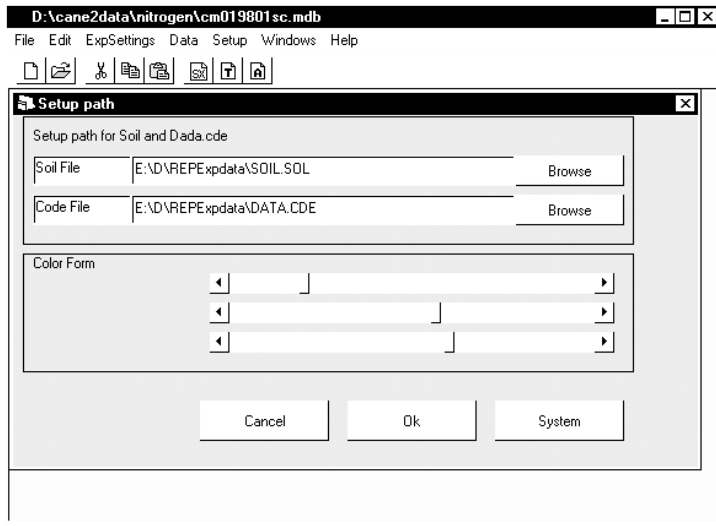 D:\cane2data\nitrogen\cm019801sc.mdb
File Edit ExpSettings Data Setup Windows Help
SX T A
Setup path
Setup path for Soil and Dada.cde
Soil File E:\D\REPExpdata\SOIL.SOL Browse
Code File E:\D\REPExpdata\DATA.CDE Browse
Color Form
Cancel Ok System